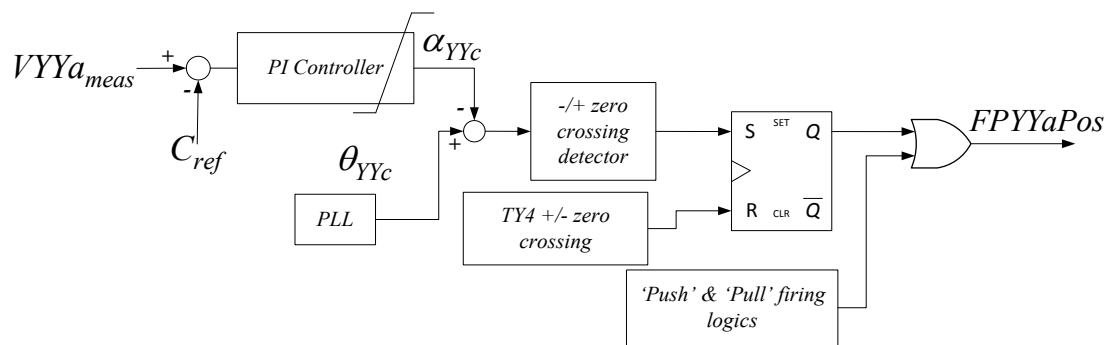 VYYa_meas
+
-
C_ref
PI Controller
α_YYc
-
+
θ_YYc
PLL
-/+ zero
crossing
detector
TY4 +/- zero
crossing
S SET Q
R CLR Q̅
‘Push’ & ‘Pull’ firing
logics
FPYYaPos